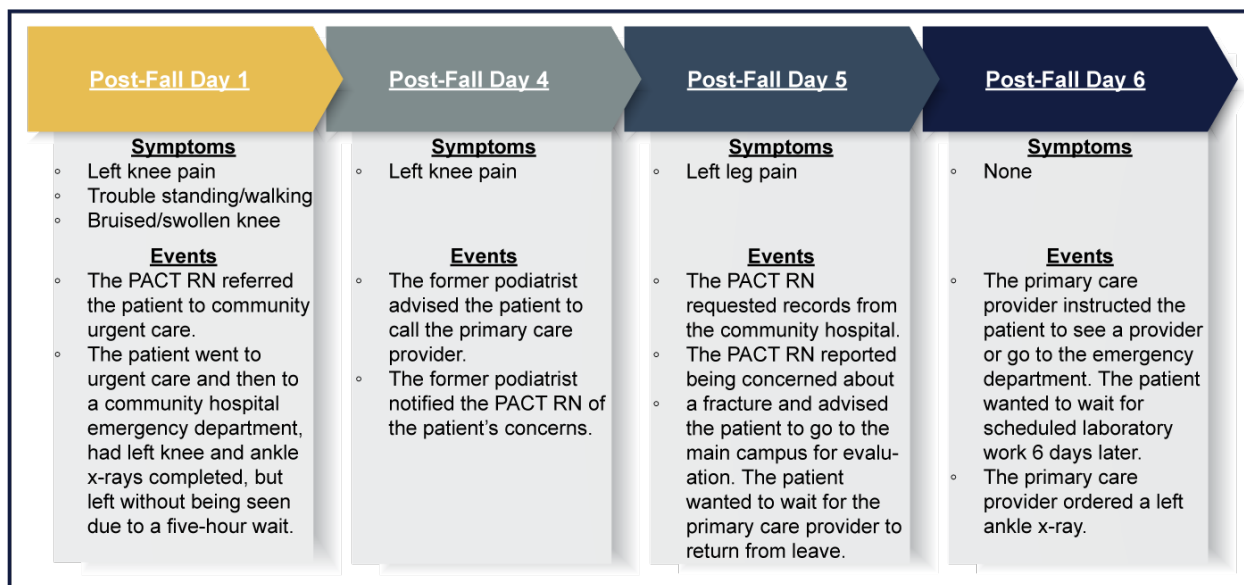 Post-Fall Day 1
Symptoms
◦ Left knee pain
◦ Trouble standing/walking
◦ Bruised/swollen knee
Events
◦ The PACT RN referred
the patient to community
urgent care.
◦ The patient went to
urgent care and then to
a community hospital
emergency department,
had left knee and ankle
x-rays completed, but
left without being seen
due to a five-hour wait.
Post-Fall Day 4
Symptoms
◦ Left knee pain
Events
◦ The former podiatrist
advised the patient to
call the primary care
provider.
◦ The former podiatrist
notified the PACT RN of
the patient's concerns.
Post-Fall Day 5
Symptoms
◦ Left leg pain
Events
◦ The PACT RN
requested records from
the community hospital.
◦ The PACT RN reported
being concerned about
◦ a fracture and advised
the patient to go to the
main campus for evalu-
ation. The patient
wanted to wait for the
primary care provider to
return from leave.
Post-Fall Day 6
Symptoms
◦ None
Events
◦ The primary care
provider instructed the
patient to see a provider
or go to the emergency
department. The patient
wanted to wait for
scheduled laboratory
work 6 days later.
◦ The primary care
provider ordered a left
ankle x-ray.